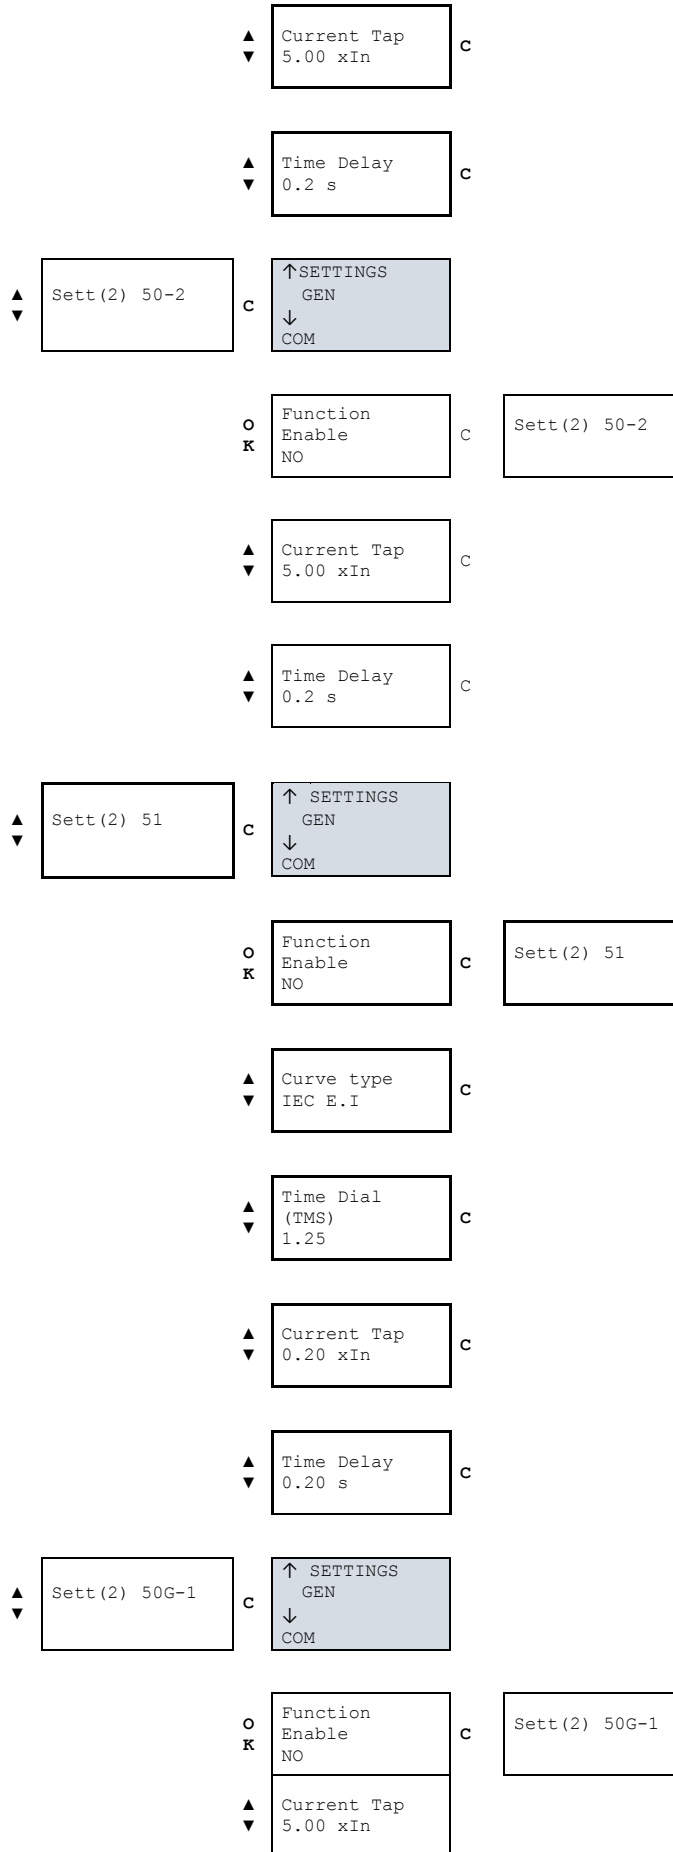 ▲ Current Tap C
▼ 5.00 xIn
▲ Time Delay C
▼ 0.2 s
▲
▼
Sett(2) 50-2
C
↑SETTINGS
GEN
↓
COM
O
K
Function
Enable
NO
C
Sett(2) 50-2
▲
▼
Current Tap
5.00 xIn
C
▲
▼
Time Delay
0.2 s
C
▲
▼
Sett(2) 51
C
↑ SETTINGS
GEN
↓
COM
O
K
Function
Enable
NO
C
Sett(2) 51
▲
▼
Curve type
IEC E.I
C
▲
▼
Time Dial
(TMS)
1.25
C
▲
▼
Current Tap
0.20 xIn
C
▲
▼
Time Delay
0.20 s
C
▲
▼
Sett(2) 50G-1
C
↑ SETTINGS
GEN
↓
COM
O
K
Function
Enable
NO
C
Sett(2) 50G-1
▲
▼
Current Tap
5.00 xIn